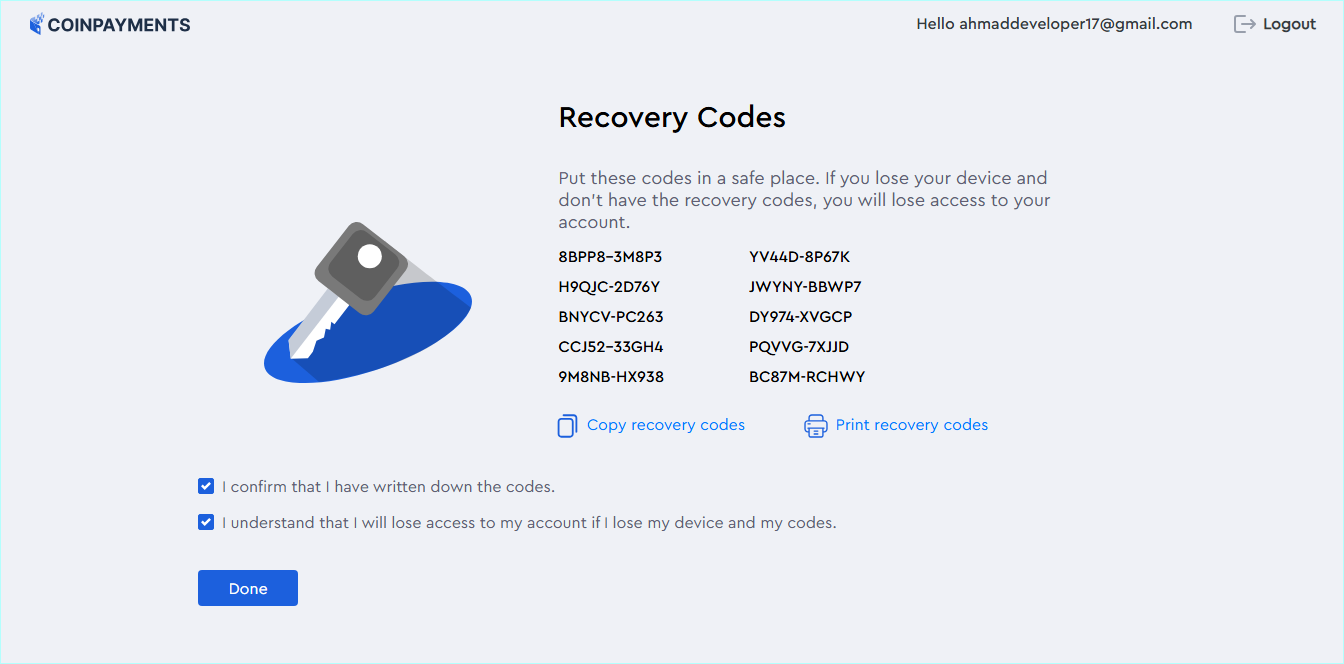 COINPAYMENTS
Hello ahmaddeveloper17@gmail.com
Logout
Recovery Codes
Put these codes in a safe place. If you lose your device and
don't have the recovery codes, you will lose access to your
account.
8BPP8-3M8P3 YV44D-8P67K
H9QJC-2D76Y JWYNY-BBWP7
BNYCV-PC263 DY974-XVGCP
CCJ52-33GH4 PQVVG-7XJJD
9M8NB-HX938 BC87M-RCHWY
Copy recovery codes Print recovery codes
I confirm that I have written down the codes.
I understand that I will lose access to my account if I lose my device and my codes.
Done